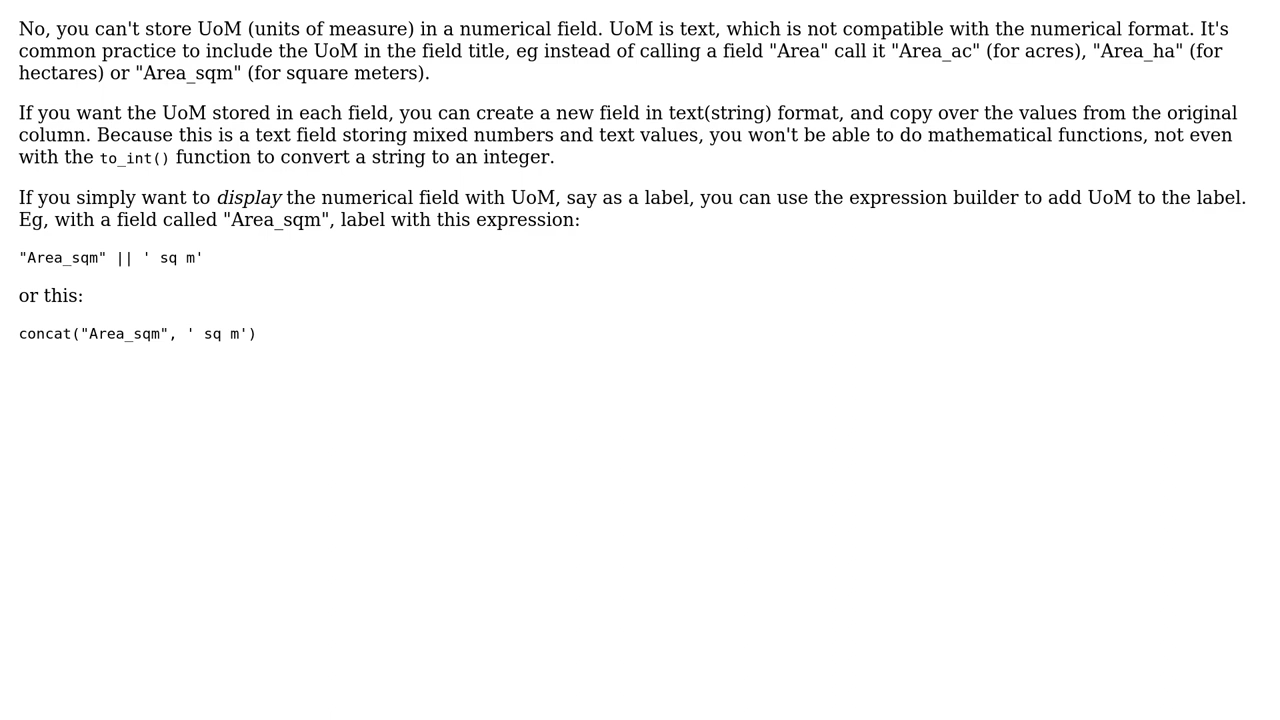 No, you can't store UoM (units of measure) in a numerical field. UoM is text, which is not compatible with the numerical format. It's
common practice to include the UoM in the field title, eg instead of calling a field "Area" call it "Area_ac" (for acres), "Area_ha" (for
hectares) or "Area_sqm" (for square meters).
If you want the UoM stored in each field, you can create a new field in text(string) format, and copy over the values from the original
column. Because this is a text field storing mixed numbers and text values, you won't be able to do mathematical functions, not even
with the to_int() function to convert a string to an integer.
If you simply want to display the numerical field with UoM, say as a label, you can use the expression builder to add UoM to the label.
Eg, with a field called "Area_sqm", label with this expression:
"Area_sqm" || ' sq m'
or this:
concat("Area_sqm", ' sq m')